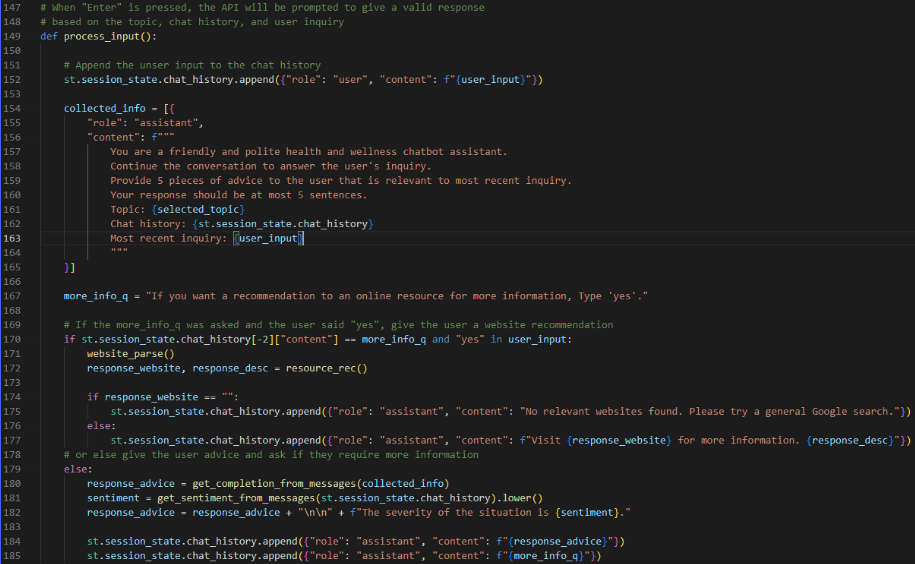 147 # When "Enter" is pressed, the API will be prompted to give a valid response
148 # based on the topic, chat history, and user inquiry
149 def process_input():
150
151     # Append the unser input to the chat history
152     st.session_state.chat_history.append({"role": "user", "content": f"{user_input}"})
153
154     collected_info = [{
155         "role": "assistant",
156         "content": f"""
157             You are a friendly and polite health and wellness chatbot assistant.
158             Continue the conversation to answer the user's inquiry.
159             Provide 5 pieces of advice to the user that is relevant to most recent inquiry.
160             Your response should be at most 5 sentences.
161             Topic: {selected_topic}
162             Chat history: {st.session_state.chat_history}
163             Most recent inquiry: {user_input}
164             """
165     }]
166
167     more_info_q = "If you want a recommendation to an online resource for more information, Type 'yes'."
168
169     # If the more_info_q was asked and the user said "yes", give the user a website recommendation
170     if st.session_state.chat_history[-2]["content"] == more_info_q and "yes" in user_input:
171         website_parse()
172         response_website, response_desc = resource_rec()
173
174         if response_website == "":
175             st.session_state.chat_history.append({"role": "assistant", "content": "No relevant websites found. Please try a general Google search."})
176         else:
177             st.session_state.chat_history.append({"role": "assistant", "content": f"Visit {response_website} for more information. {response_desc}"})
178     # or else give the user advice and ask if they require more information
179     else:
180         response_advice = get_completion_from_messages(collected_info)
181         sentiment = get_sentiment_from_messages(st.session_state.chat_history).lower()
182         response_advice = response_advice + "\n\n" + f"The severity of the situation is {sentiment}."
183
184         st.session_state.chat_history.append({"role": "assistant", "content": f"{response_advice}"})
185         st.session_state.chat_history.append({"role": "assistant", "content": f"{more_info_q}"})